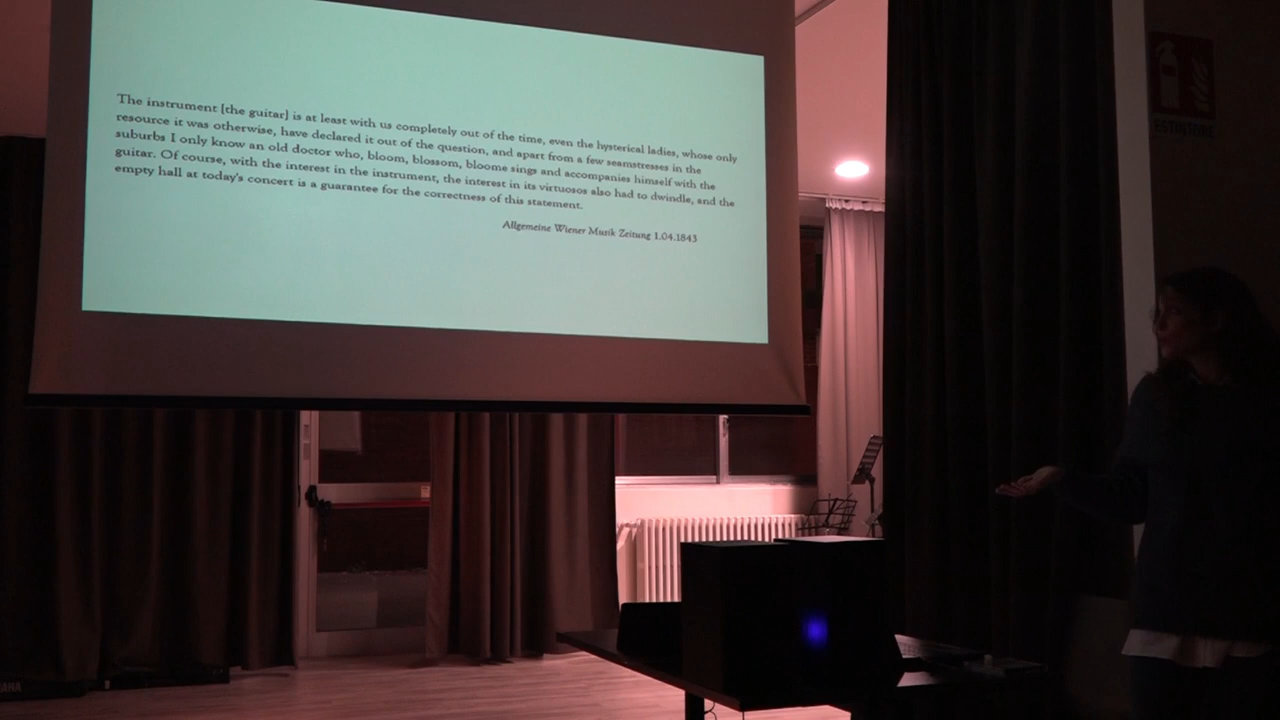 The instrument [the guitar] is at least with us completely out of the time, even the hysterical ladies, whose only
resource it was otherwise, have declared it out of the question, and apart from a few seamstresses in the
suburbs I only know an old doctor who, bloom, blossom, bloome sings and accompanies himself with the
guitar. Of course, with the interest in the instrument, the interest in its virtuosos also had to dwindle, and the
empty hall at today's concert is a guarantee for the correctness of this statement.
Allgemeine Wiener Musik Zeitung 1.04.1843
ESTINTORE
AHA